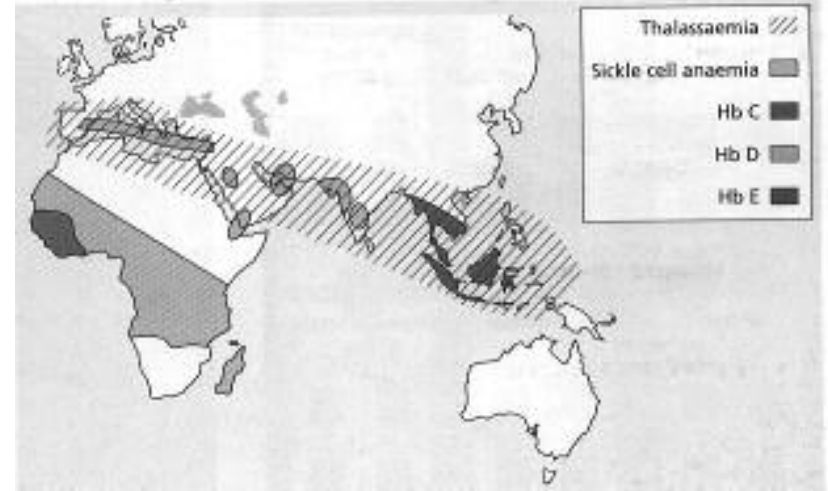 Thalassaemia
Sickle cell anaemia
Hb C
Hb D
Hb E